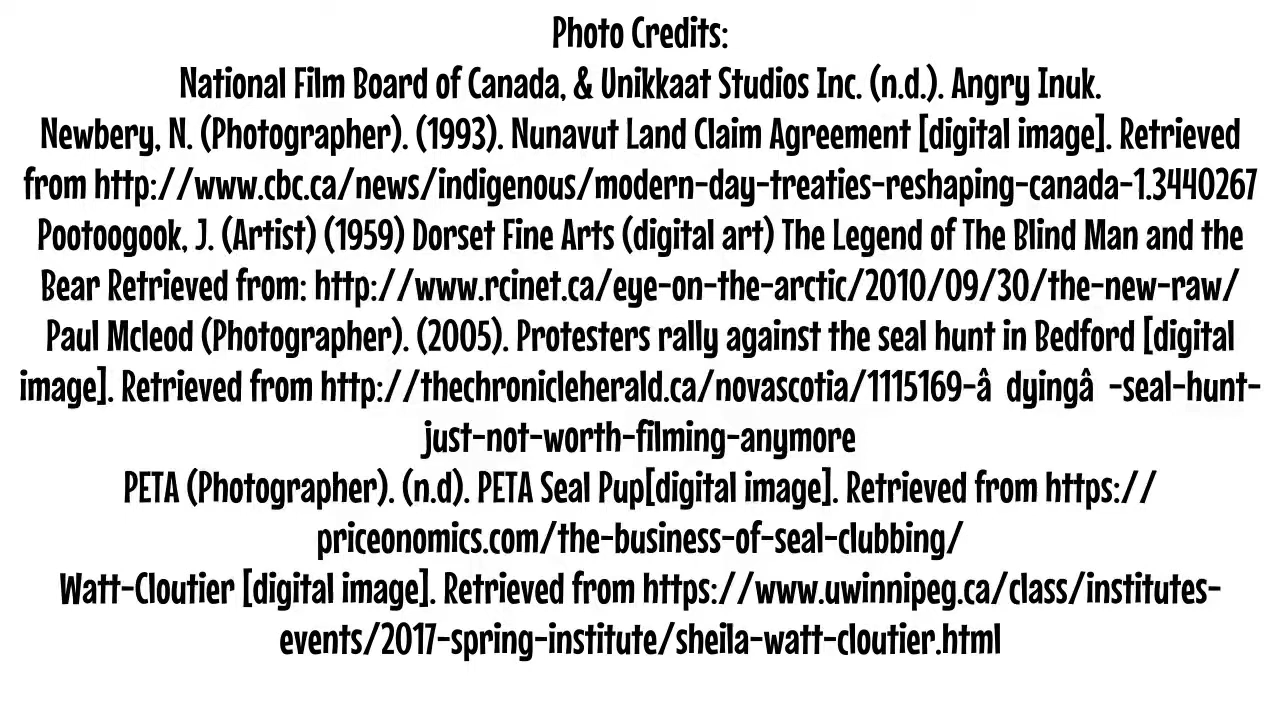 Photo Credits:
National Film Board of Canada, & Unikkaat Studios Inc. (n.d.). Angry Inuk.
Newbery, N. (Photographer). (1993). Nunavut Land Claim Agreement [digital image]. Retrieved
from http://www.cbc.ca/news/indigenous/modern-day-treaties-reshaping-canada-1.3440267
Pootoogook, J. (Artist) (1959) Dorset Fine Arts (digital art) The Legend of The Blind Man and the
Bear Retrieved from: http://www.rcinet.ca/eye-on-the-arctic/2010/09/30/the-new-raw/
Paul Mcleod (Photographer). (2005). Protesters rally against the seal hunt in Bedford [digital
image]. Retrieved from http://thechronicleherald.ca/novascotia/1115169-â dyingâ -seal-hunt-
just-not-worth-filming-anymore
PETA (Photographer). (n.d). PETA Seal Pup[digital image]. Retrieved from https://
priceonomics.com/the-business-of-seal-clubbing/
Watt-Cloutier [digital image]. Retrieved from https://www.uwinnipeg.ca/class/institutes-
events/2017-spring-institute/sheila-watt-cloutier.html